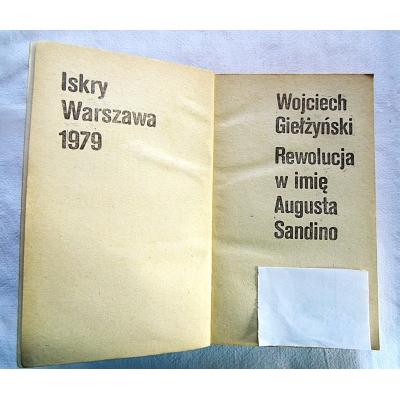 Iskry
Warszawa
1979
Wojciech
Giełżyński
Rewolucja
w imię
Augusta
Sandino